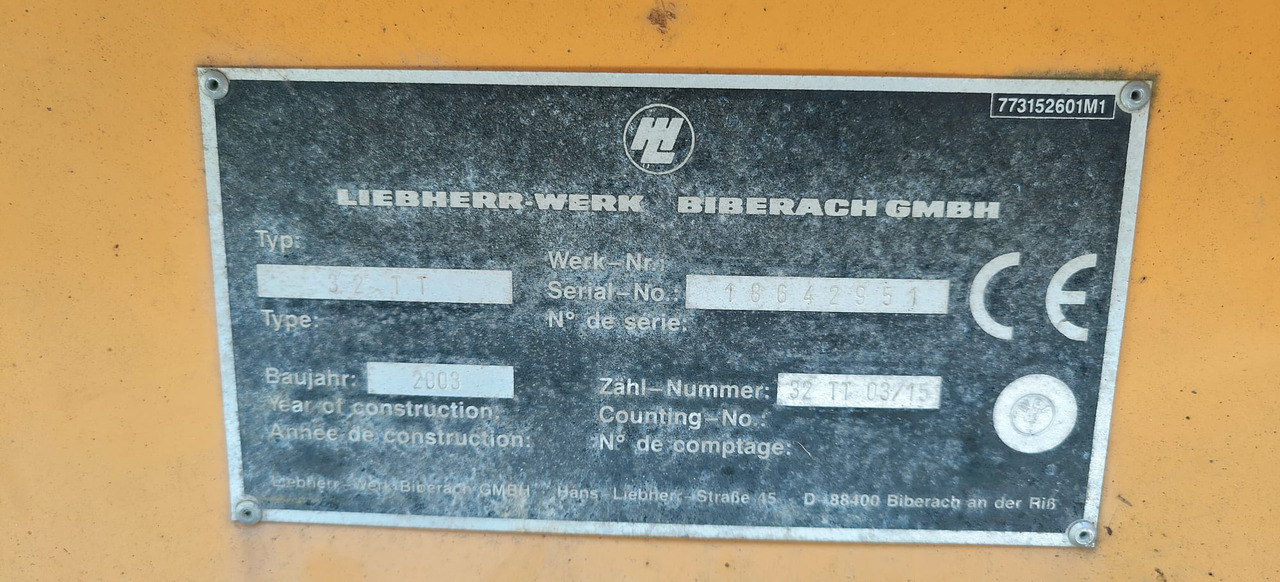 773152601M1
LIEBHERR-WERK BIBERACH GMBH
Typ:
32 TT
Type:
Werk-Nr.:
Serial-No.: 18642951
N° de série:
CE
Baujahr: 2003
Year of construction:
Année de construction:
Zähl-Nummer: 32 TT 03/15
Counting-No.:
N° de comptage:
Liebherr-Werk Biberach GMBH Hans-Liebherr-Straße 45 D-88400 Biberach an der Riß